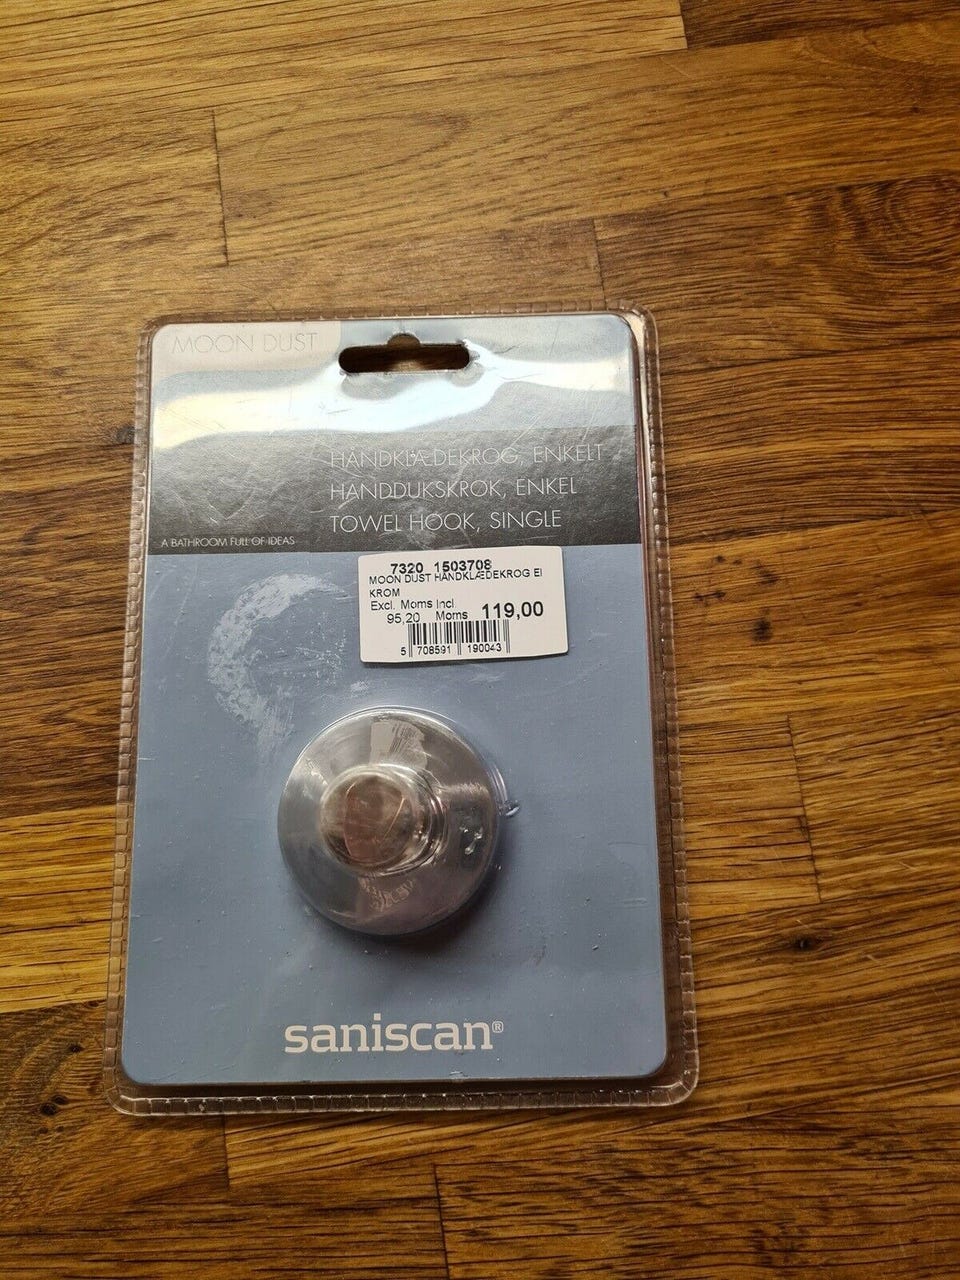 MOON DUST
HÅNDKLÆDEKROG, ENKELT
HANDDUKSKROK, ENKEL
TOWEL HOOK, SINGLE
A BATHROOM FULL OF IDEAS
7320 1503708
MOON DUST HÅNDKLÆDEKROG EI
KROM
Excl. Moms Incl.
95,20 Moms 119,00
5 708591 190043
saniscan®